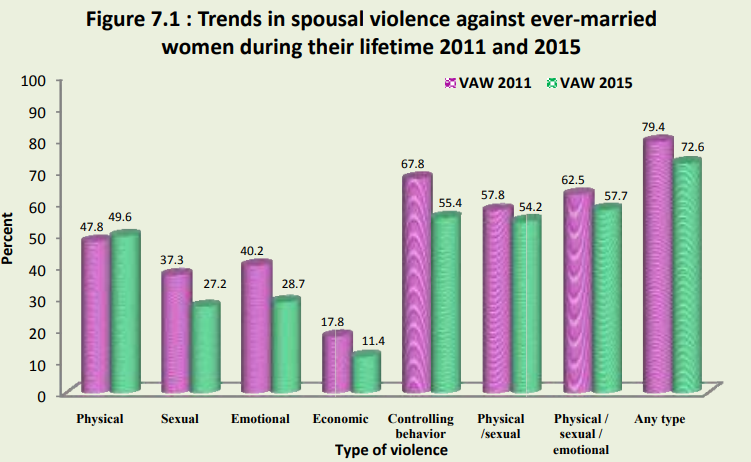 Figure 7.1 : Trends in spousal violence against ever-married
women during their lifetime 2011 and 2015
VAW 2011 VAW 2015
Percent
100
90
80
70
60
50
40
30
20
10
0
47.8 49.6
37.3 27.2
40.2 28.7
17.8 11.4
67.8 55.4
57.8 54.2
62.5 57.7
79.4 72.6
Physical Sexual Emotional Economic Controlling Physical Physical / Any type
behavior /sexual sexual /
emotional
Type of violence